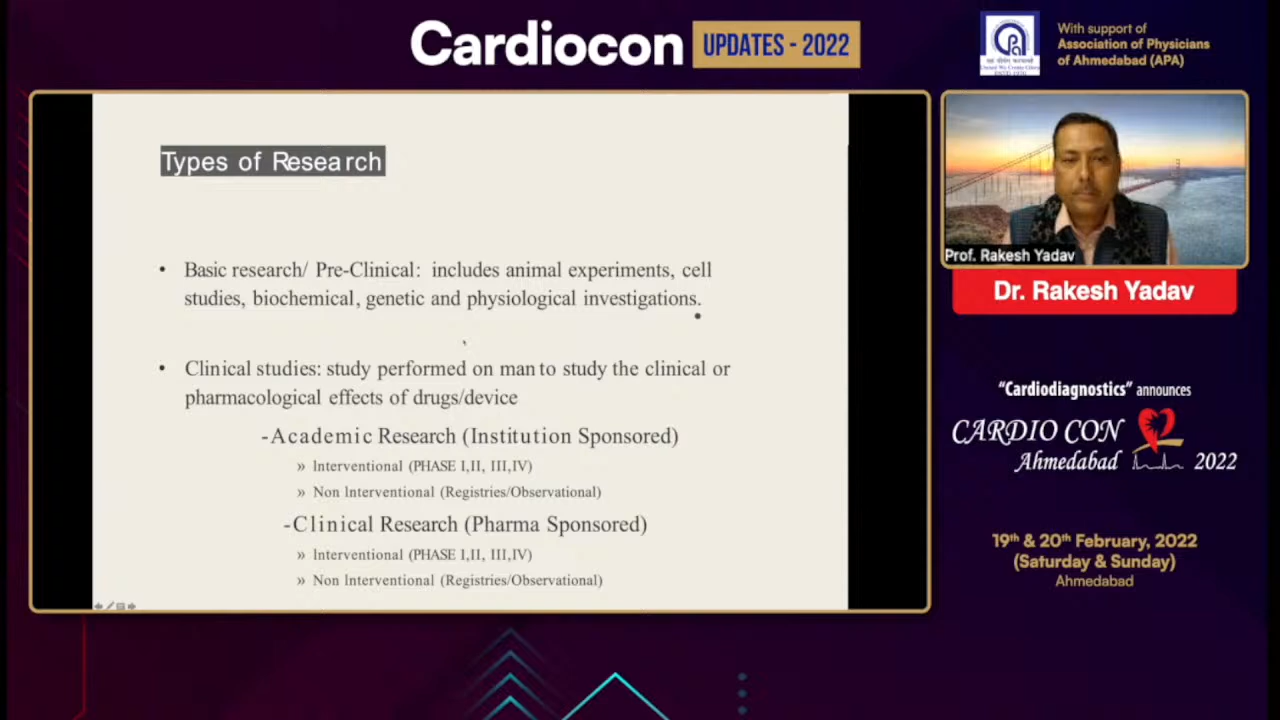 Cardiocon UPDATES - 2022
With support of
Association of Physicians
of Ahmedabad (APA)
Types of Research
• Basic research/ Pre-Clinical: includes animal experiments, cell
studies, biochemical, genetic and physiological investigations.
• Clinical studies: study performed on man to study the clinical or
pharmacological effects of drugs/device
-Academic Research (Institution Sponsored)
» Interventional (PHASE I,II, III,IV)
» Non Interventional (Registries/Observational)
-Clinical Research (Pharma Sponsored)
» Interventional (PHASE I,II, III,IV)
» Non Interventional (Registries/Observational)
Prof. Rakesh Yadav
Dr. Rakesh Yadav
“Cardiodiagnostics” announces
CARDIO CON
Ahmedabad 2022
19th & 20th February, 2022
(Saturday & Sunday)
Ahmedabad